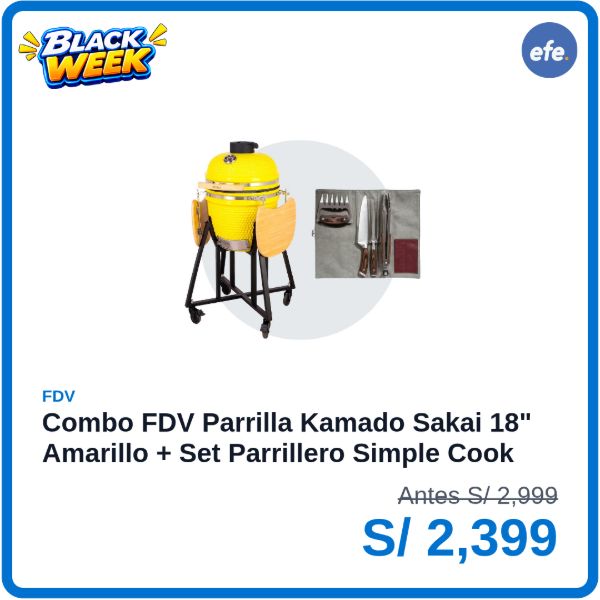 BLACK
WEEK
efe.
FDV
Combo FDV Parrilla Kamado Sakai 18"
Amarillo + Set Parrillero Simple Cook
Antes S/ 2,999
S/ 2,399